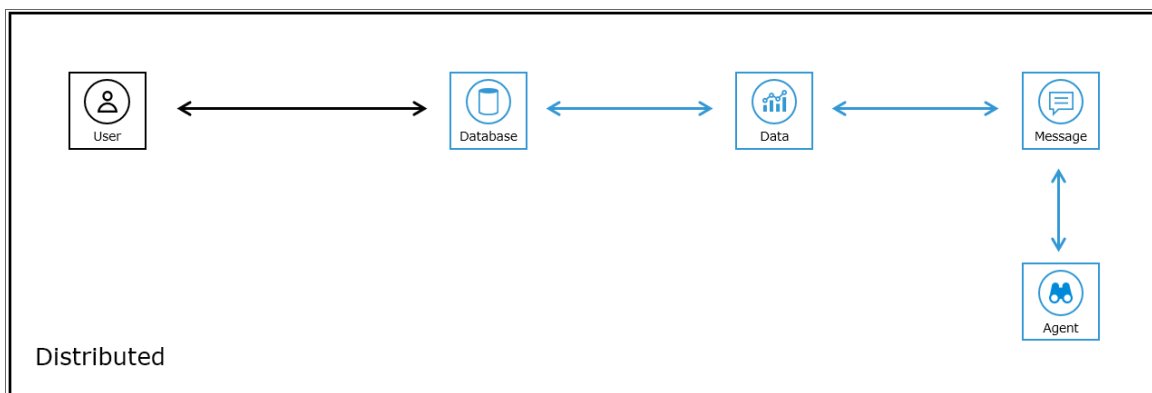 User
Database
Data
Message
Agent
Distributed